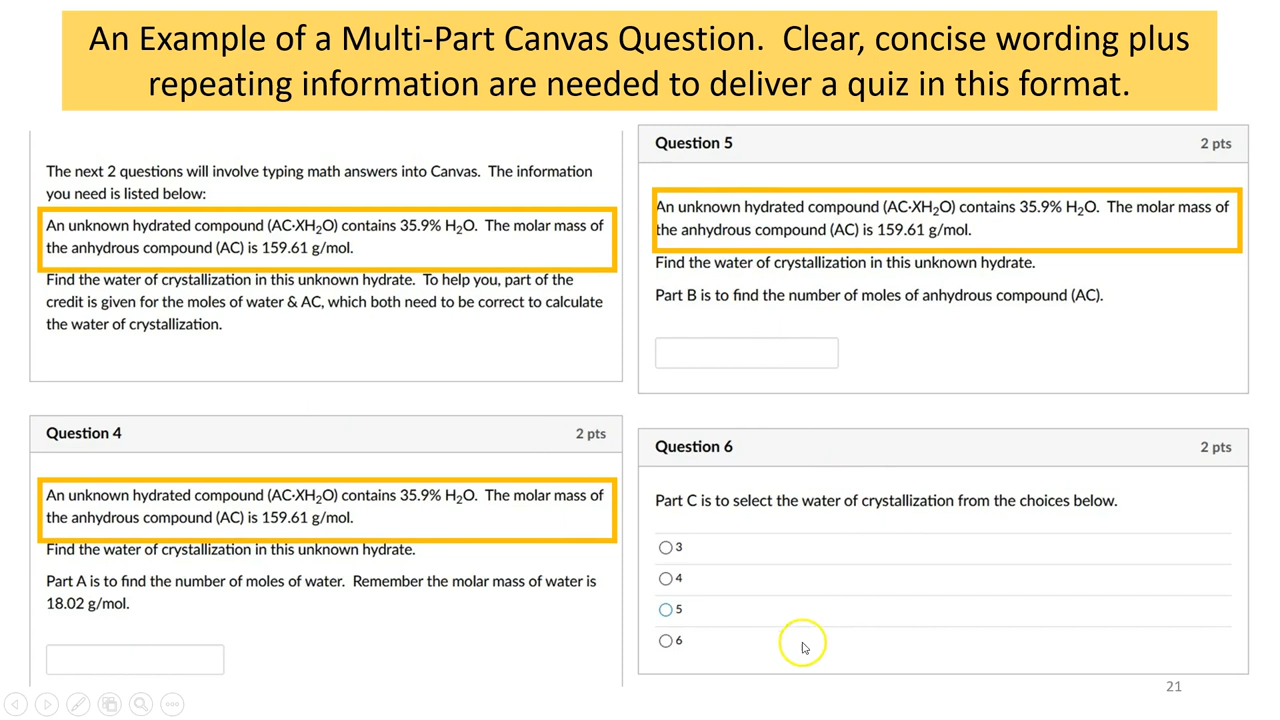 An Example of a Multi-Part Canvas Question.  Clear, concise wording plus
repeating information are needed to deliver a quiz in this format.
The next 2 questions will involve typing math answers into Canvas.  The information
you need is listed below:
An unknown hydrated compound (AC·XH₂O) contains 35.9% H₂O.  The molar mass of
the anhydrous compound (AC) is 159.61 g/mol.
Find the water of crystallization in this unknown hydrate.  To help you, part of the
credit is given for the moles of water & AC, which both need to be correct to calculate
the water of crystallization.
Question 4 2 pts
An unknown hydrated compound (AC·XH₂O) contains 35.9% H₂O.  The molar mass of
the anhydrous compound (AC) is 159.61 g/mol.
Find the water of crystallization in this unknown hydrate.
Part A is to find the number of moles of water.  Remember the molar mass of water is
18.02 g/mol.
Question 5 2 pts
An unknown hydrated compound (AC·XH₂O) contains 35.9% H₂O.  The molar mass of
the anhydrous compound (AC) is 159.61 g/mol.
Find the water of crystallization in this unknown hydrate.
Part B is to find the number of moles of anhydrous compound (AC).
Question 6 2 pts
Part C is to select the water of crystallization from the choices below.
3
4
5
6
21